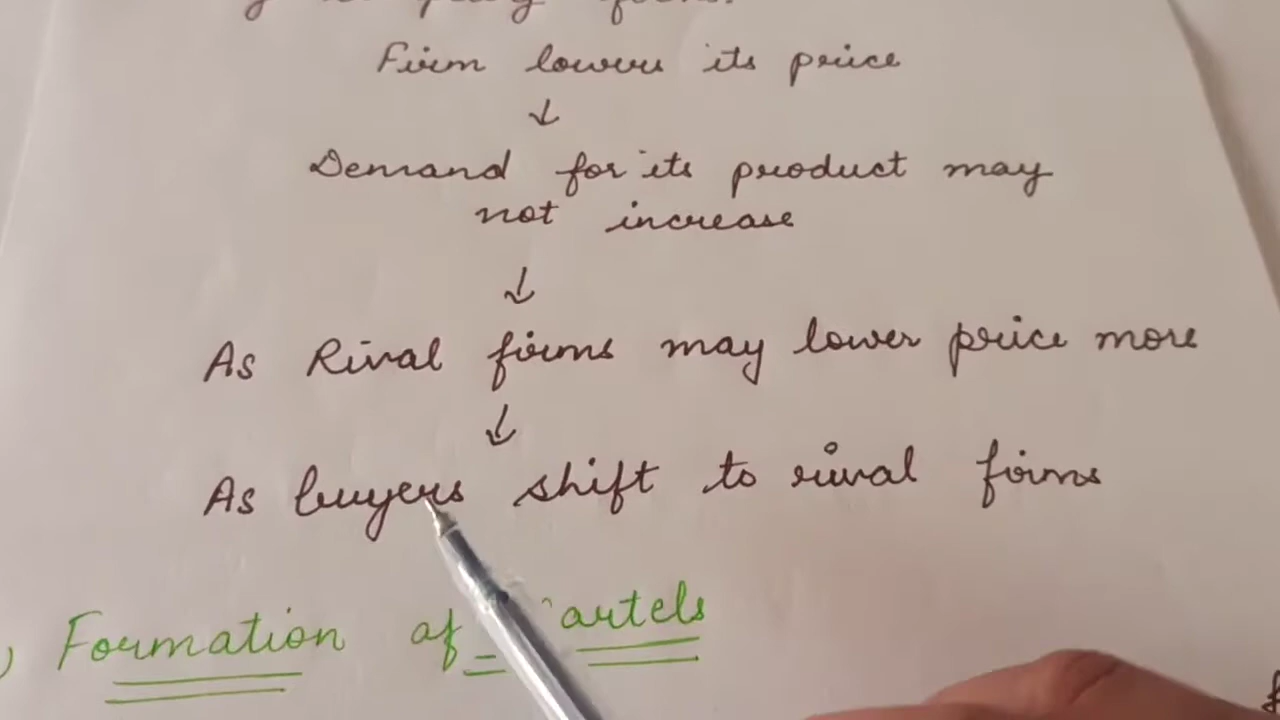 Firm lowers its price
↓
Demand for its product may
not increase
↓
As Rival firms may lower price more
↓
As buyers shift to rival firms
) Formation of artels